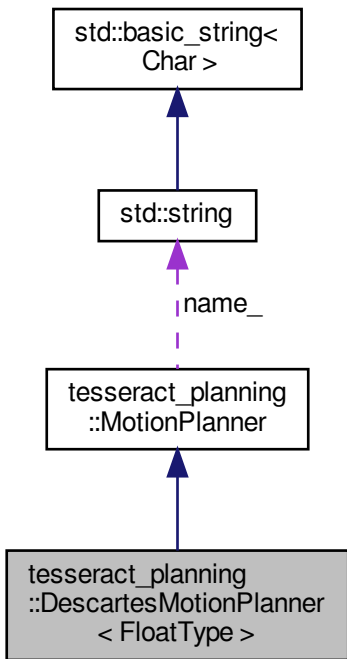 std::basic_string<
Char >
std::string
name_
tesseract_planning
::MotionPlanner
tesseract_planning
::DescartesMotionPlanner
< FloatType >